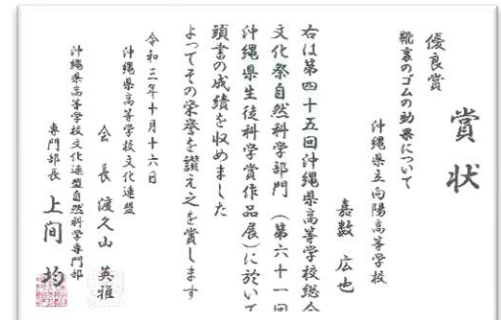 賞状
優良賞
靴裏のゴムの効果について
沖縄県立向陽高等学校
嘉数 広也
右は第四十五回沖縄県高等学校総合
文化祭自然科学部門 (第六十一回
沖縄県生徒科学賞作品展)に於いて
頭書の成績を収めました
よってその栄誉を讃え之を賞します
令和三年十月十六日
沖縄県高等学校文化連盟
会長 渡久山 英雅
沖縄県高等学校文化連盟自然科学専門部
専門部長 上間 均